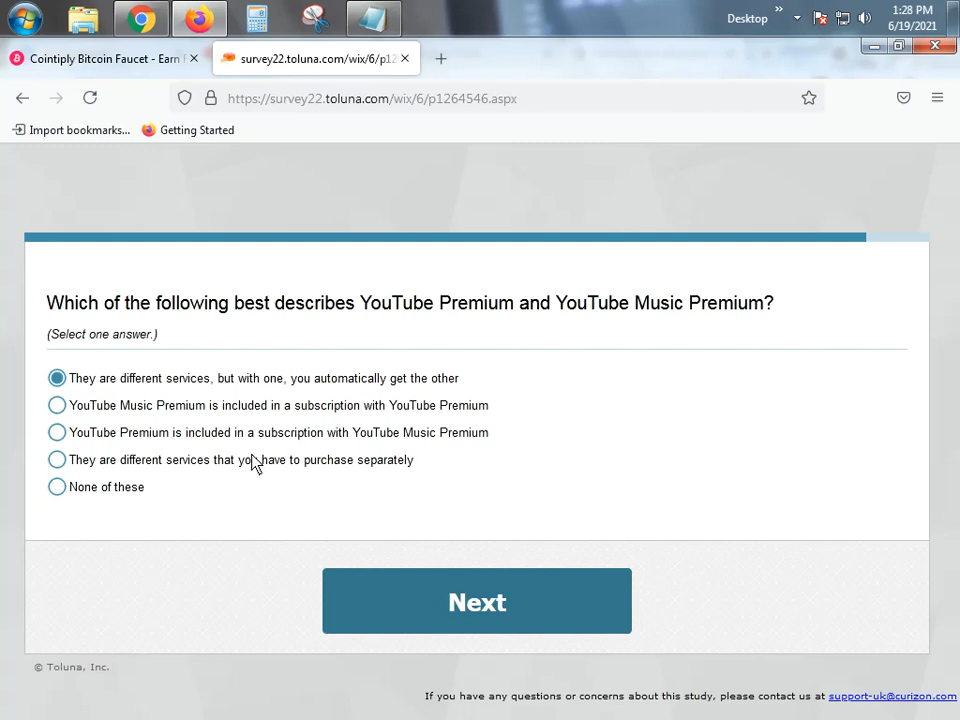 Desktop
»
1:28 PM
6/19/2021
Cointiply Bitcoin Faucet - Earn F
survey22.toluna.com/wix/6/p12
https://survey22.toluna.com/wix/6/p1264546.aspx
Import bookmarks...
Getting Started
Which of the following best describes YouTube Premium and YouTube Music Premium?
(Select one answer.)
They are different services, but with one, you automatically get the other
YouTube Music Premium is included in a subscription with YouTube Premium
YouTube Premium is included in a subscription with YouTube Music Premium
They are different services that you have to purchase separately
None of these
Next
© Toluna, Inc.
If you have any questions or concerns about this study, please contact us at support-uk@curizon.com